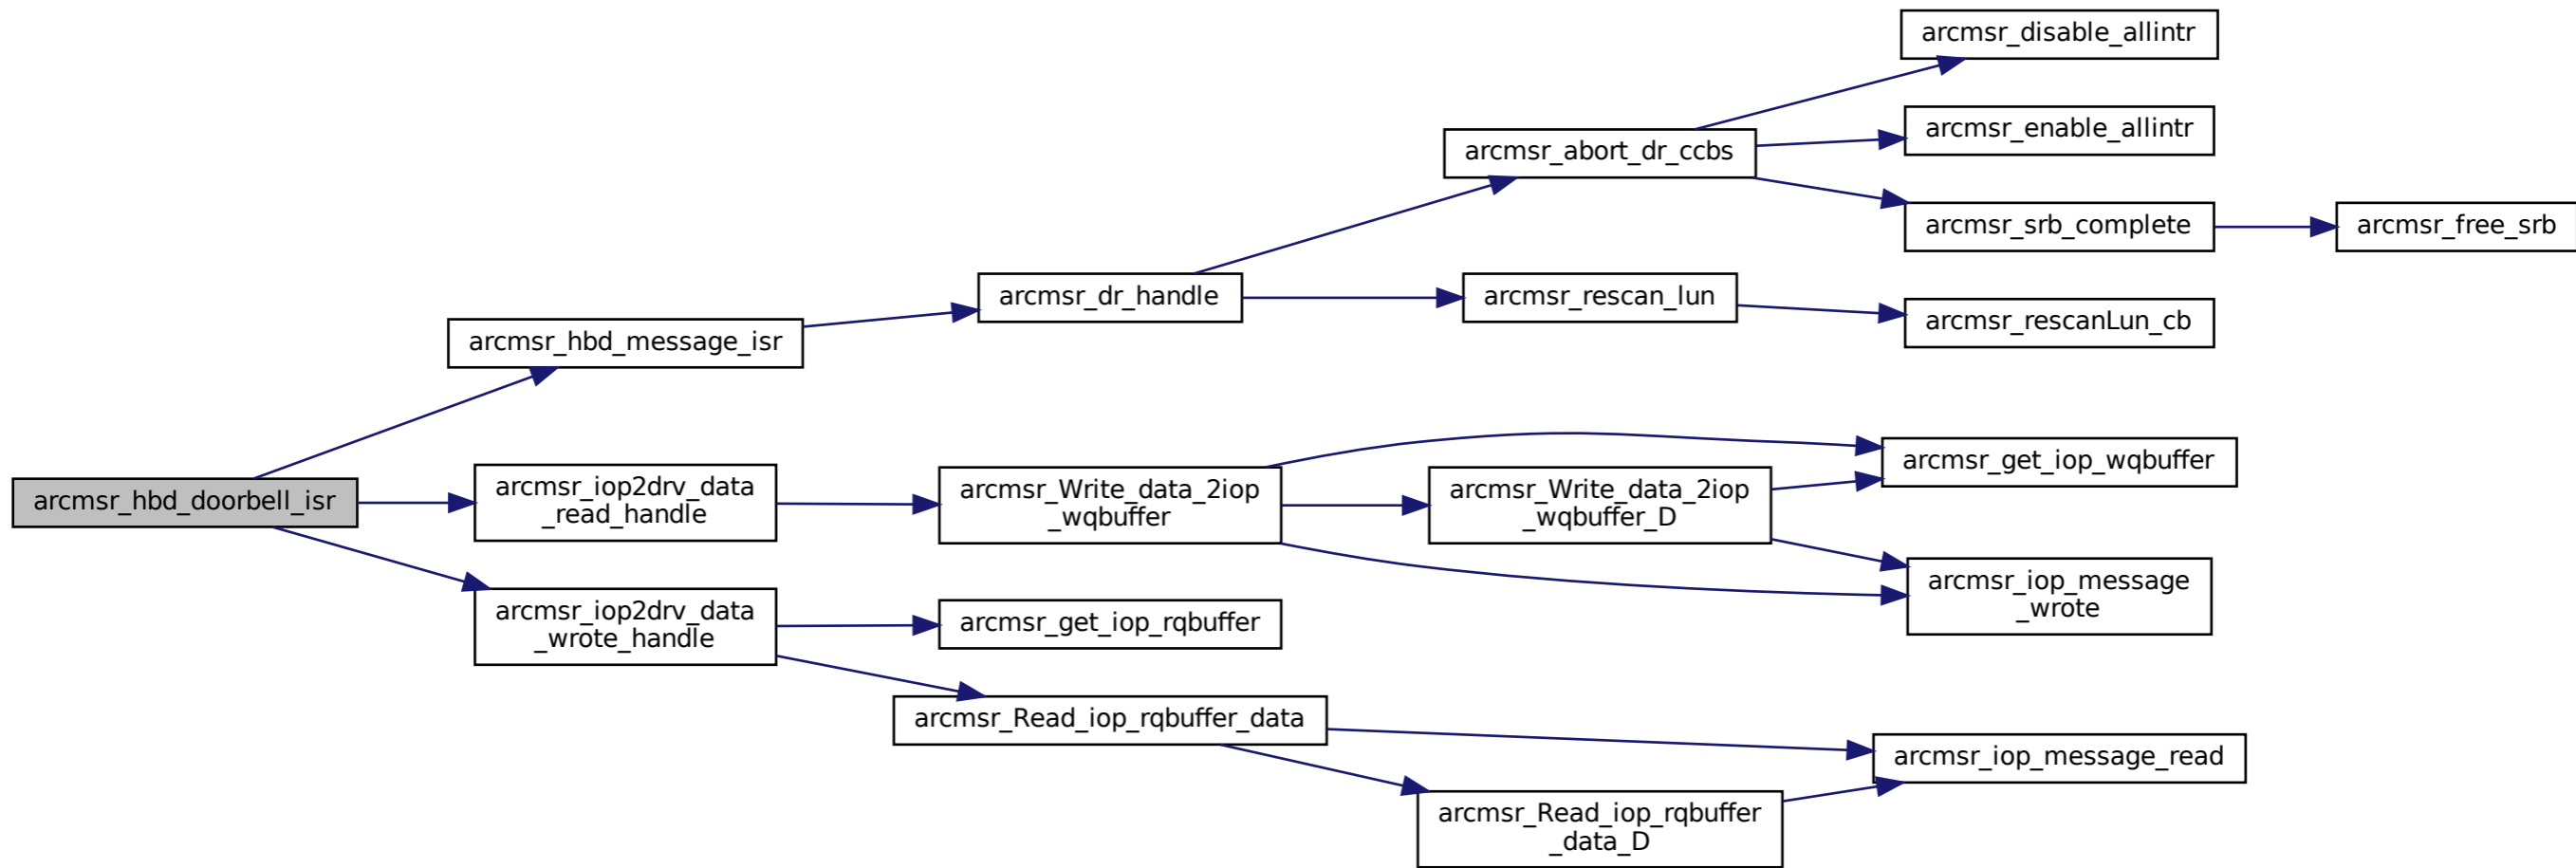 arcmsr_disable_allintr
arcmsr_enable_allintr
arcmsr_abort_dr_ccbs
arcmsr_srb_complete
arcmsr_free_srb
arcmsr_dr_handle
arcmsr_rescan_lun
arcmsr_rescanLun_cb
arcmsr_hbd_message_isr
arcmsr_get_iop_wqbuffer
arcmsr_hbd_doorbell_isr
arcmsr_iop2drv_data
_read_handle
arcmsr_Write_data_2iop
_wqbuffer
arcmsr_Write_data_2iop
_wqbuffer_D
arcmsr_iop_message
_wrote
arcmsr_iop2drv_data
_wrote_handle
arcmsr_get_iop_rqbuffer
arcmsr_Read_iop_rqbuffer_data
arcmsr_iop_message_read
arcmsr_Read_iop_rqbuffer
_data_D